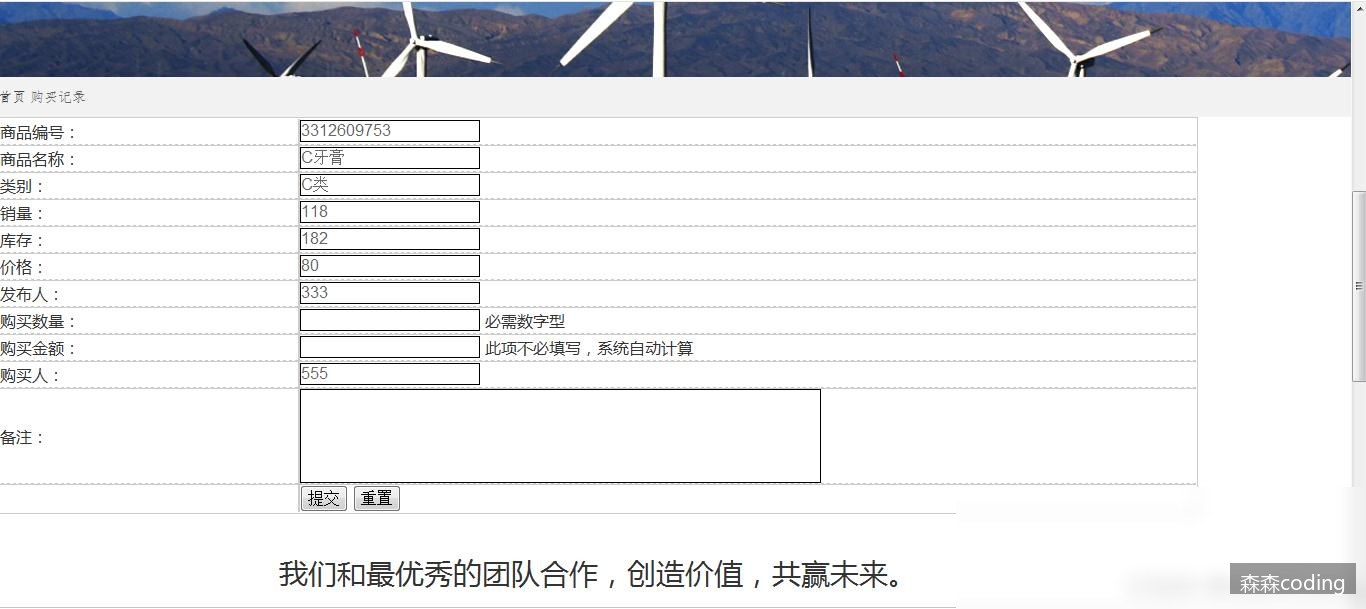 首页 购买记录
商品编号： 3312609753
商品名称： C牙膏
类别： C类
销量： 118
库存： 182
价格： 80
发布人： 333
购买数量： 必需数字型
购买金额： 此项不必填写，系统自动计算
购买人： 555
备注：
提交 重置
我们和最优秀的团队合作，创造价值，共赢未来。
森森coding